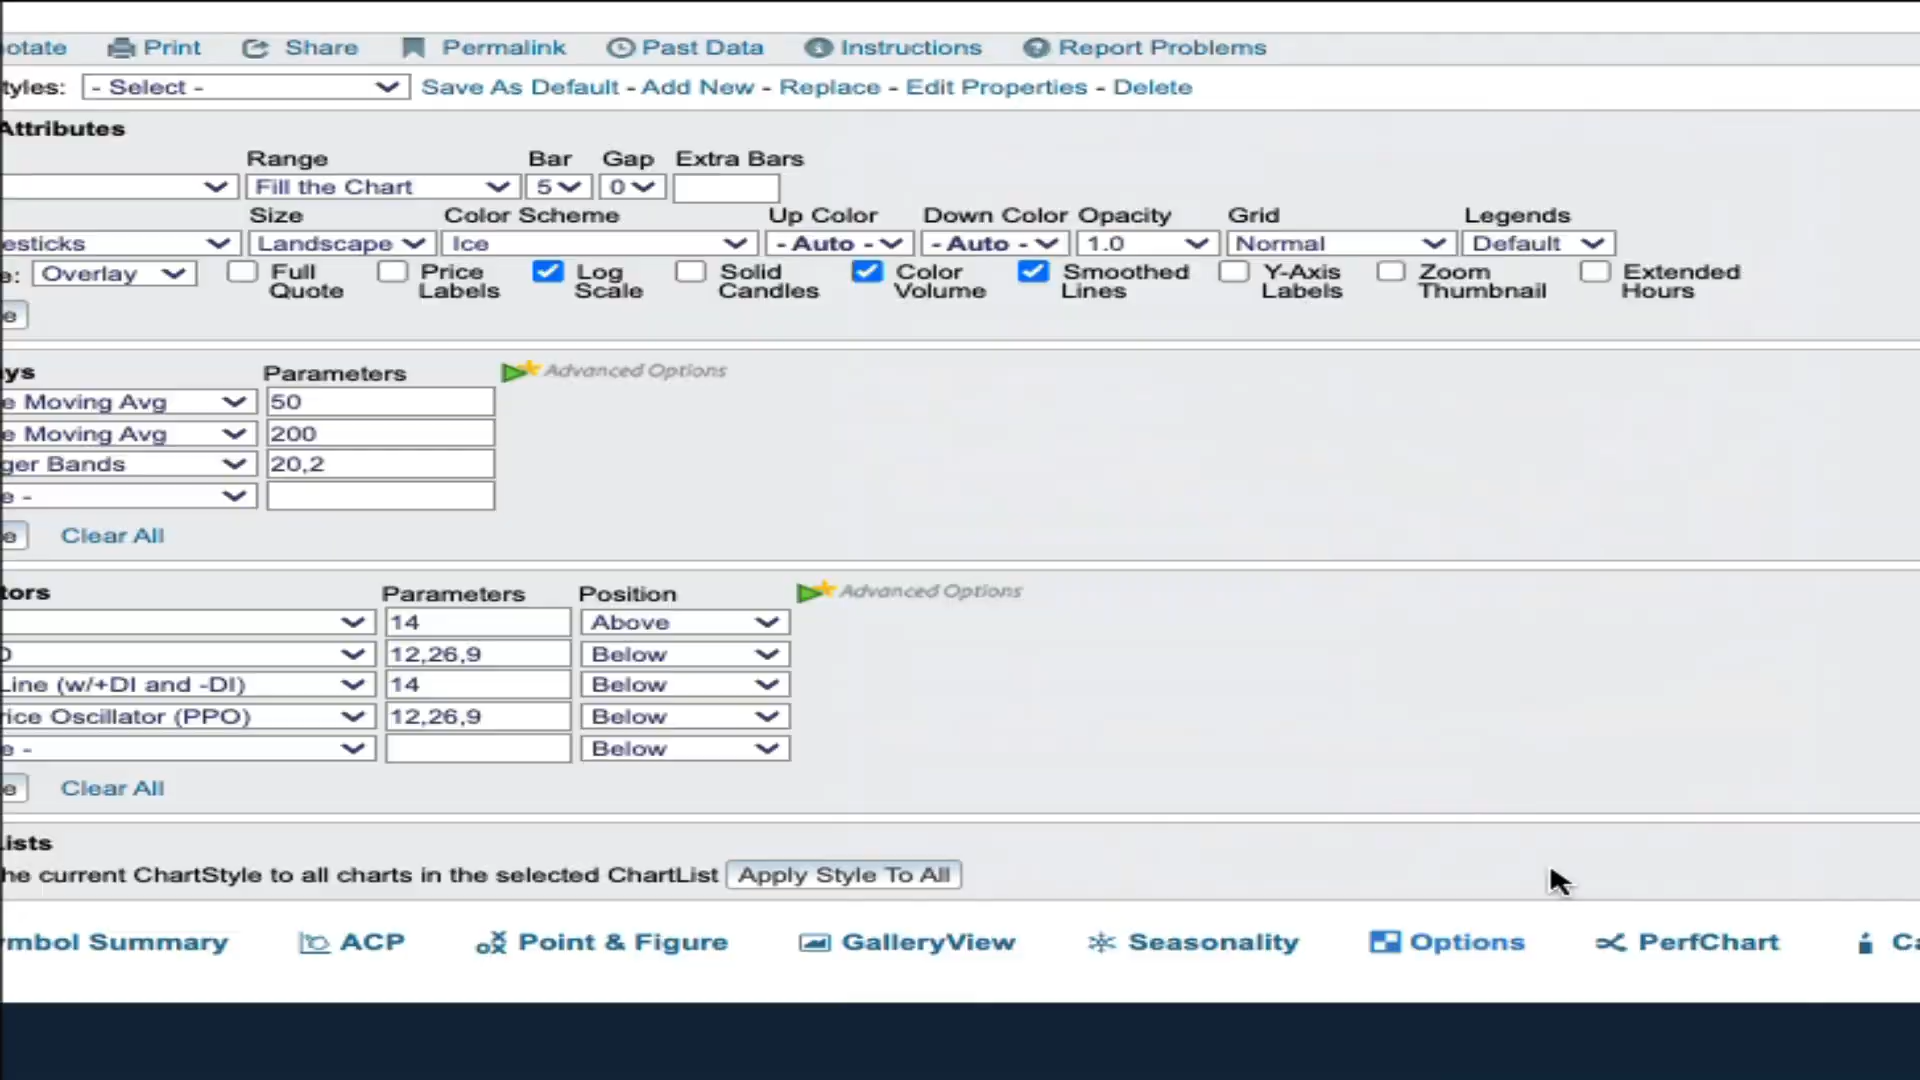 otate Print Share Permalink Past Data Instructions Report Problems
tyles: - Select - Save As Default - Add New - Replace - Edit Properties - Delete
Attributes
Range Bar Gap Extra Bars
Fill the Chart 5 0
Size Color Scheme Up Color Down Color Opacity Grid Legends
esticks Landscape Ice - Auto - - Auto - 1.0 Normal Default
e: Overlay Full Quote Price Labels Log Scale Solid Candles Color Volume Smoothed Lines Y-Axis Labels Zoom Thumbnail Extended Hours
e
ys Parameters Advanced Options
e Moving Avg 50
e Moving Avg 200
ger Bands 20,2
e -
e Clear All
tors Parameters Position Advanced Options
14 Above
D 12,26,9 Below
Line (w/+DI and -DI) 14 Below
rice Oscillator (PPO) 12,26,9 Below
e - Below
e Clear All
Lists
he current ChartStyle to all charts in the selected ChartList Apply Style To All
mbol Summary ACP Point & Figure GalleryView Seasonality Options PerfChart Ca